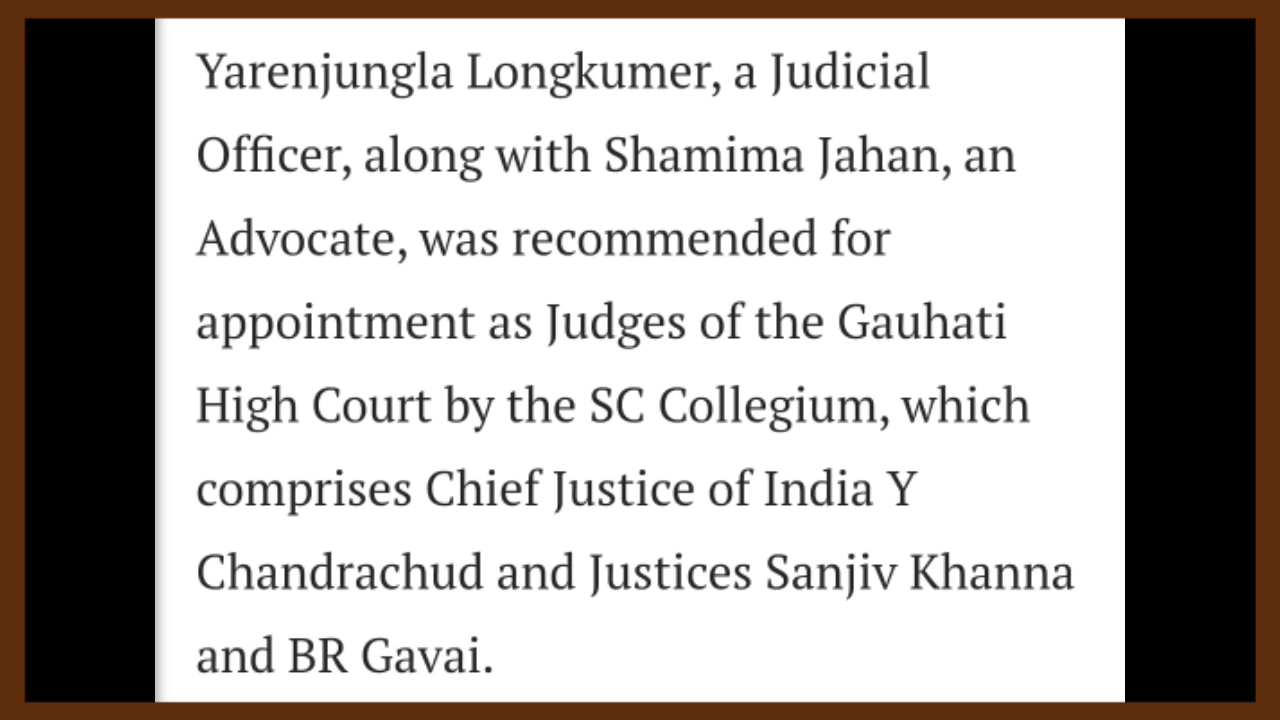 Yarenjungla Longkumer, a Judicial
Officer, along with Shamima Jahan, an
Advocate, was recommended for
appointment as Judges of the Gauhati
High Court by the SC Collegium, which
comprises Chief Justice of India Y
Chandrachud and Justices Sanjiv Khanna
and BR Gavai.